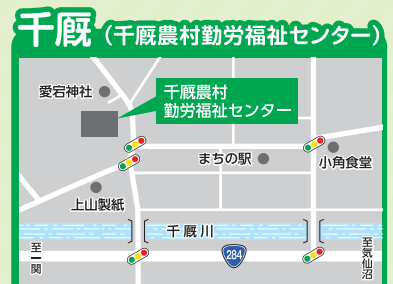 千厩（千厩農村勤労福祉センター）
愛宕神社
千厩農村
勤労福祉センター
まちの駅
小角食堂
上山製紙
千厩川
284
至一関
至気仙沼